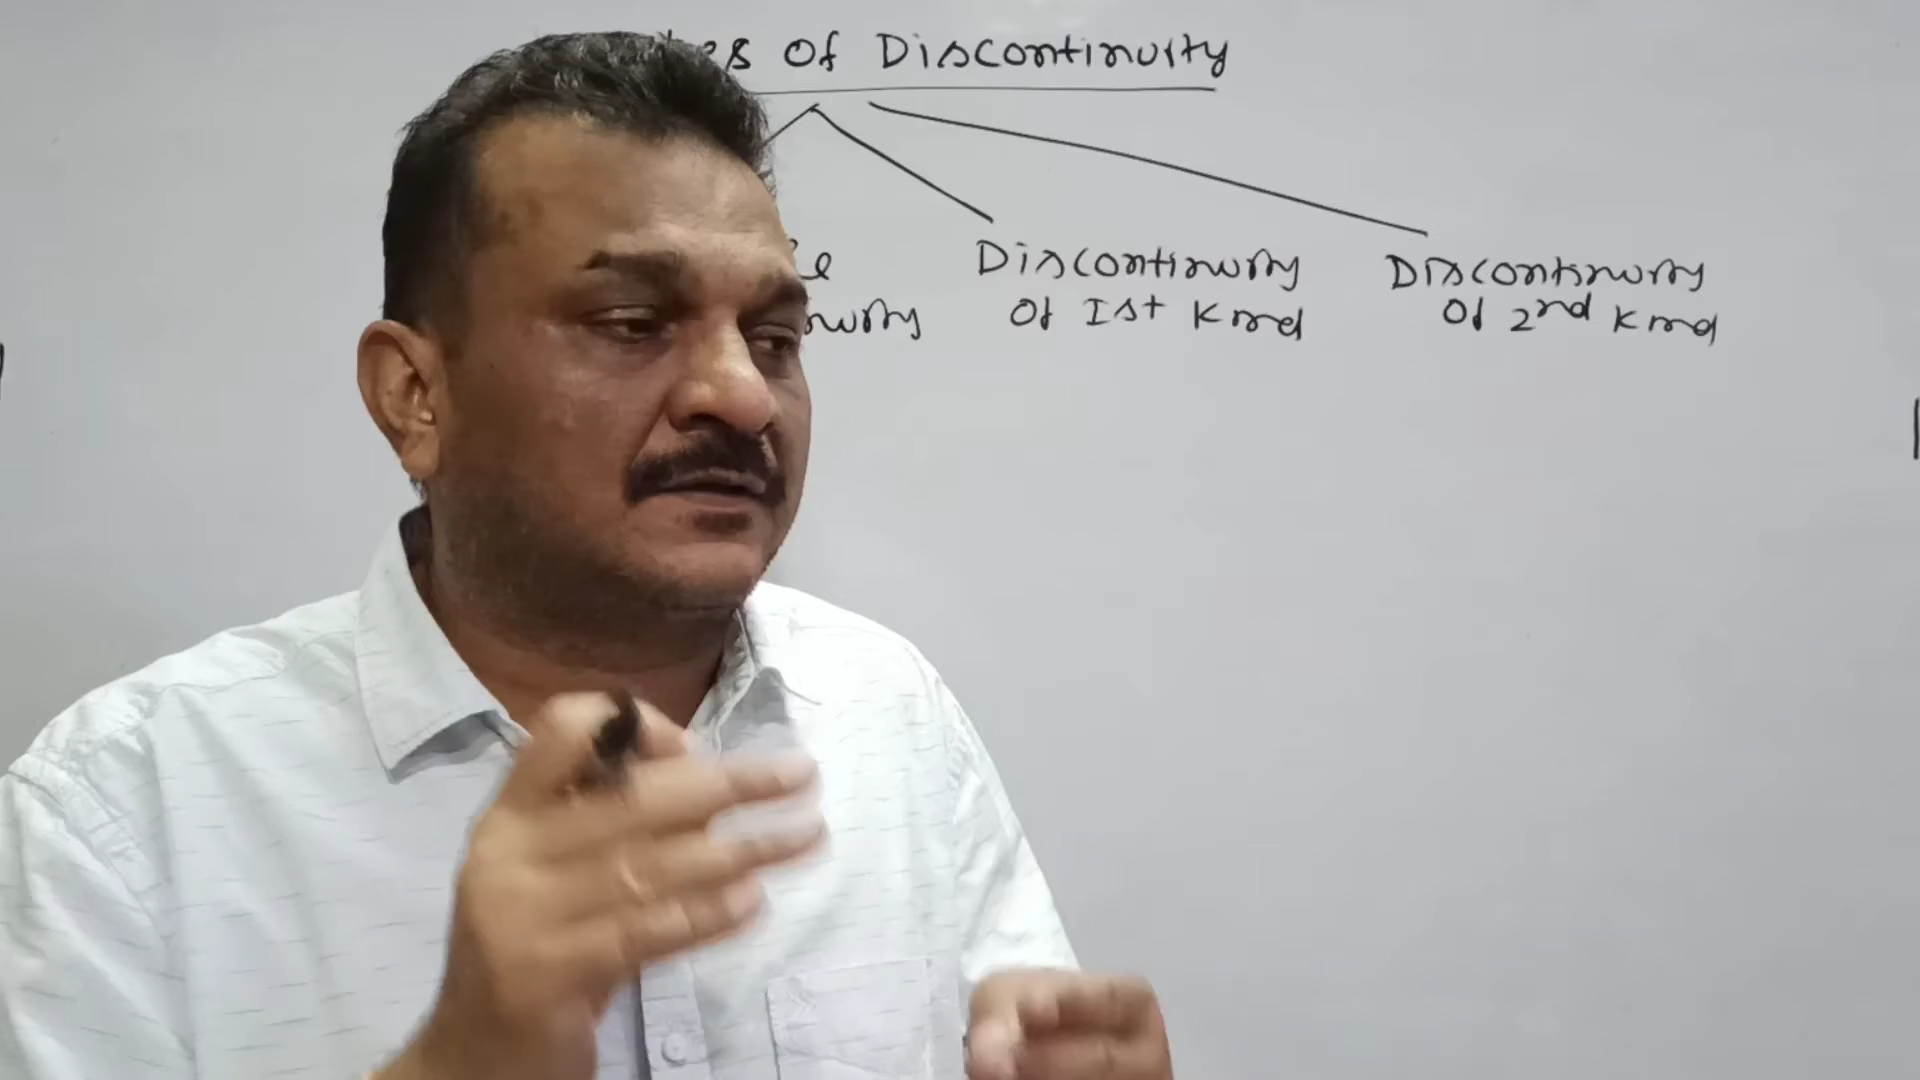 Of Discontinuity
Discontinuity
Of Ist Kind
Discontinuity
Of 2nd Kind